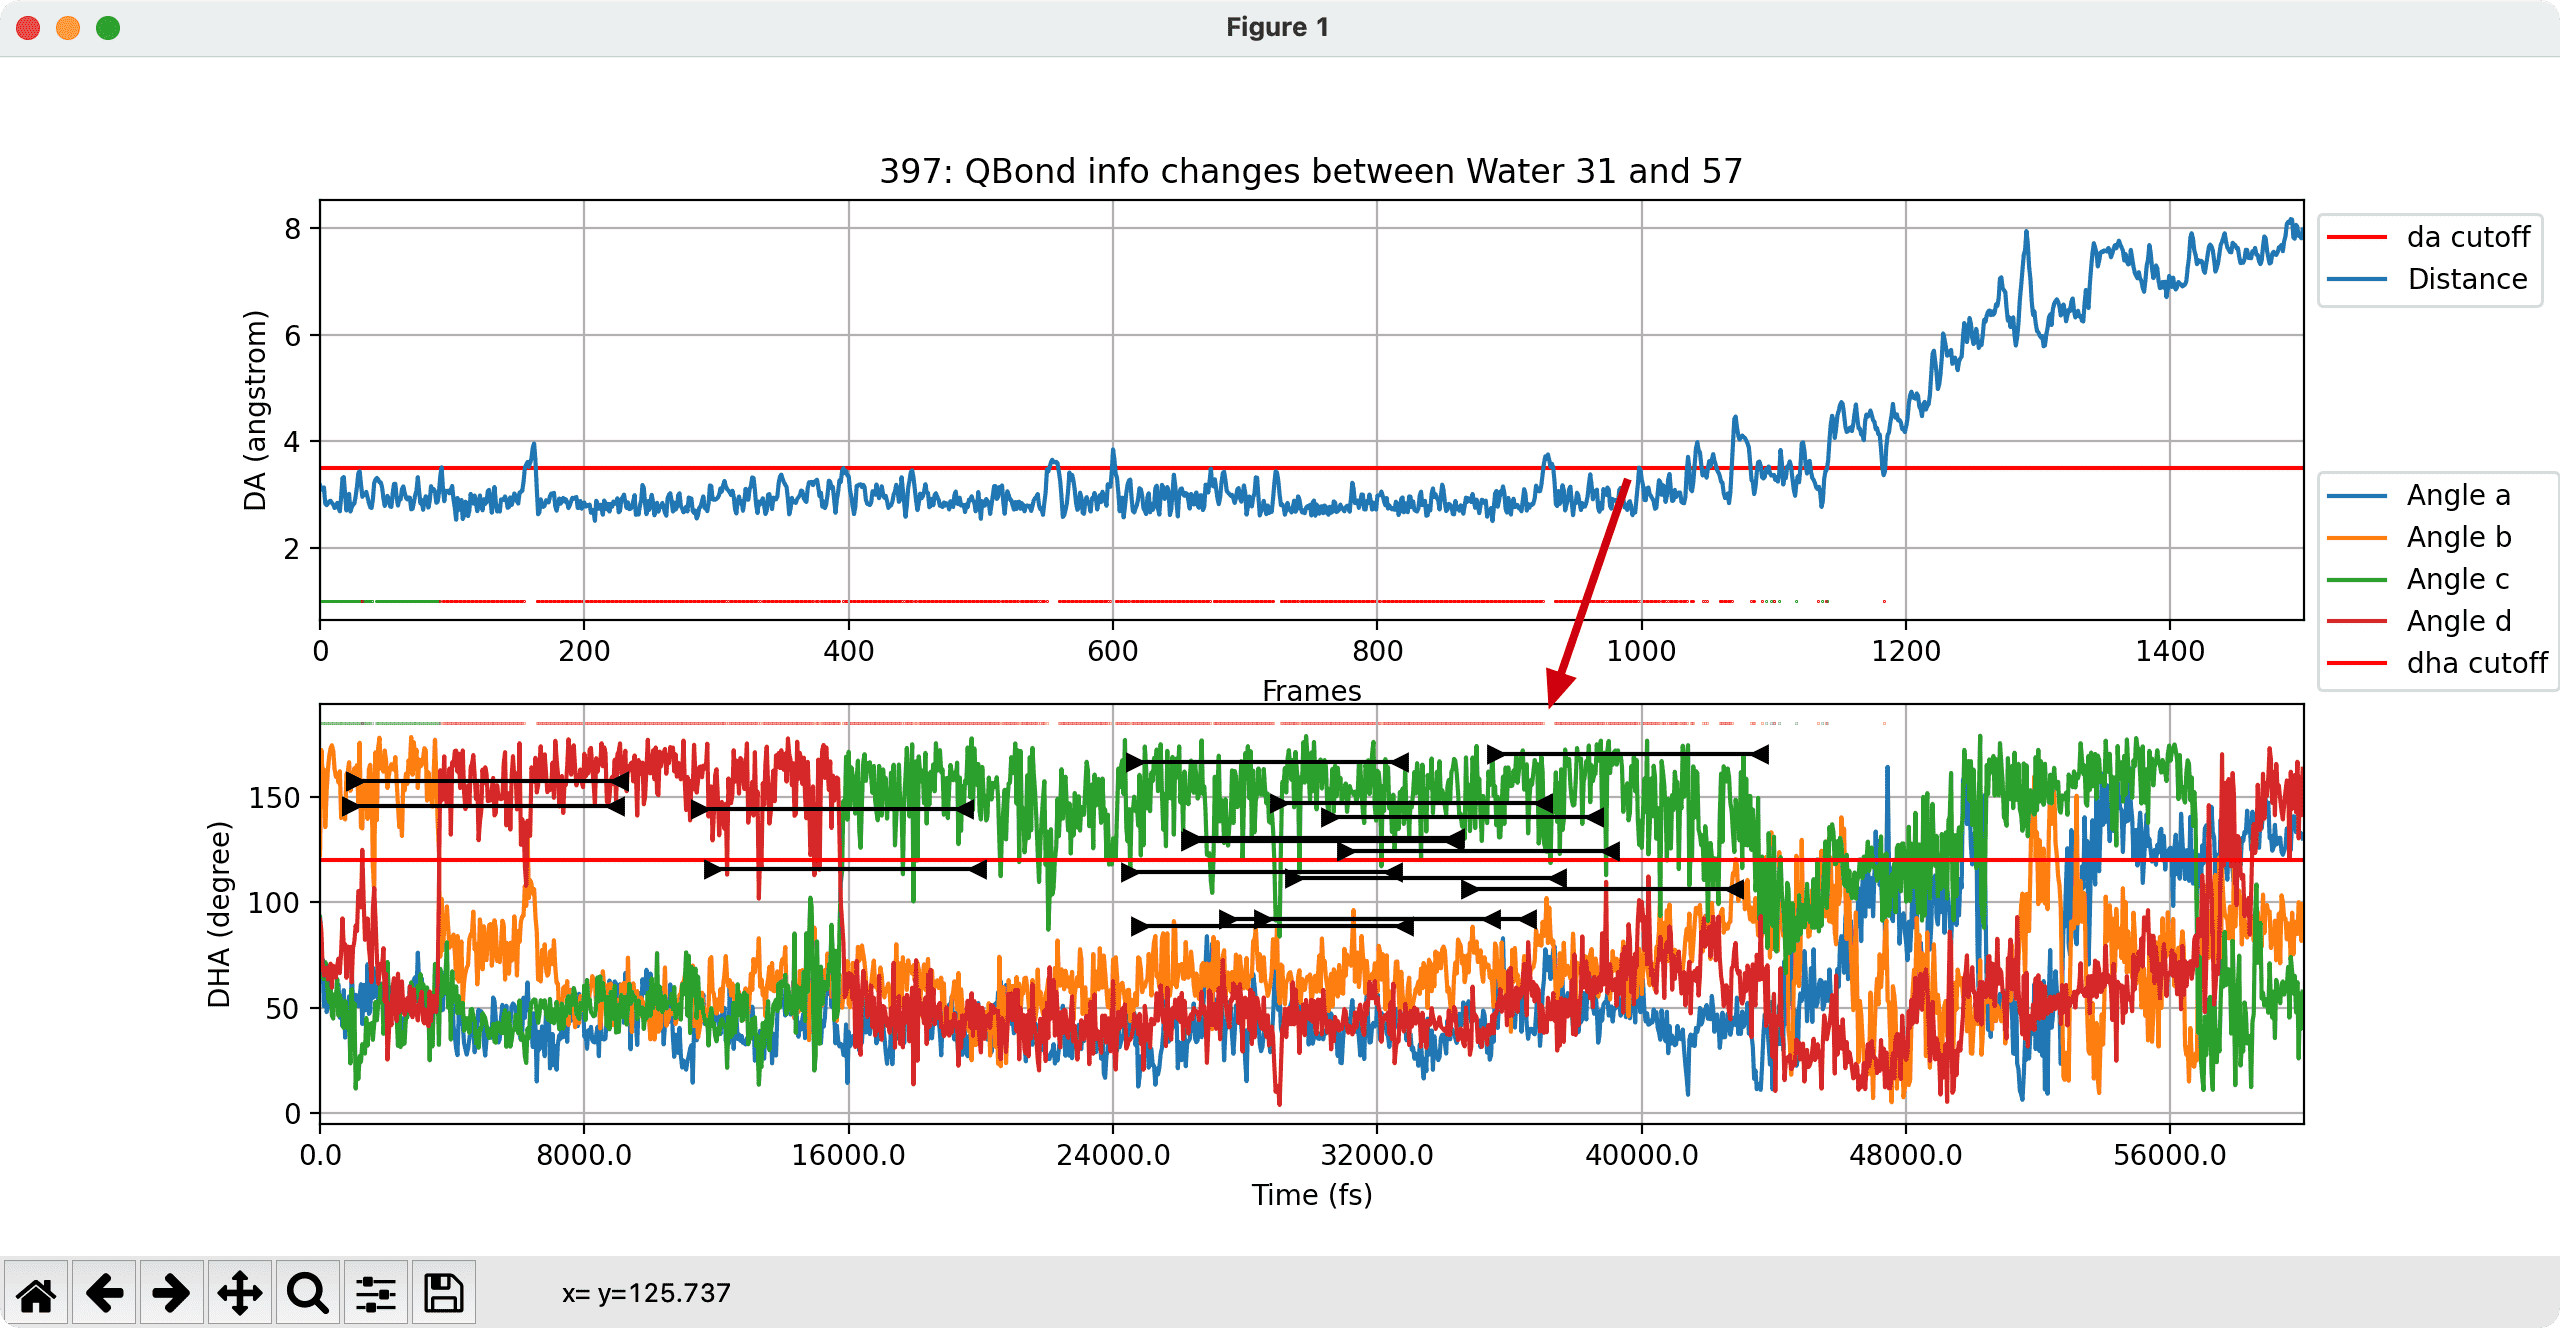 Figure 1
397: QBond info changes between Water 31 and 57
DA (angstrom)
8
6
4
2
0 200 400 600 800 1000 1200 1400
Frames
da cutoff
Distance
Angle a
Angle b
Angle c
Angle d
dha cutoff
DHA (degree)
150
100
50
0
0.0 8000.0 16000.0 24000.0 32000.0 40000.0 48000.0 56000.0
Time (fs)
x= y=125.737